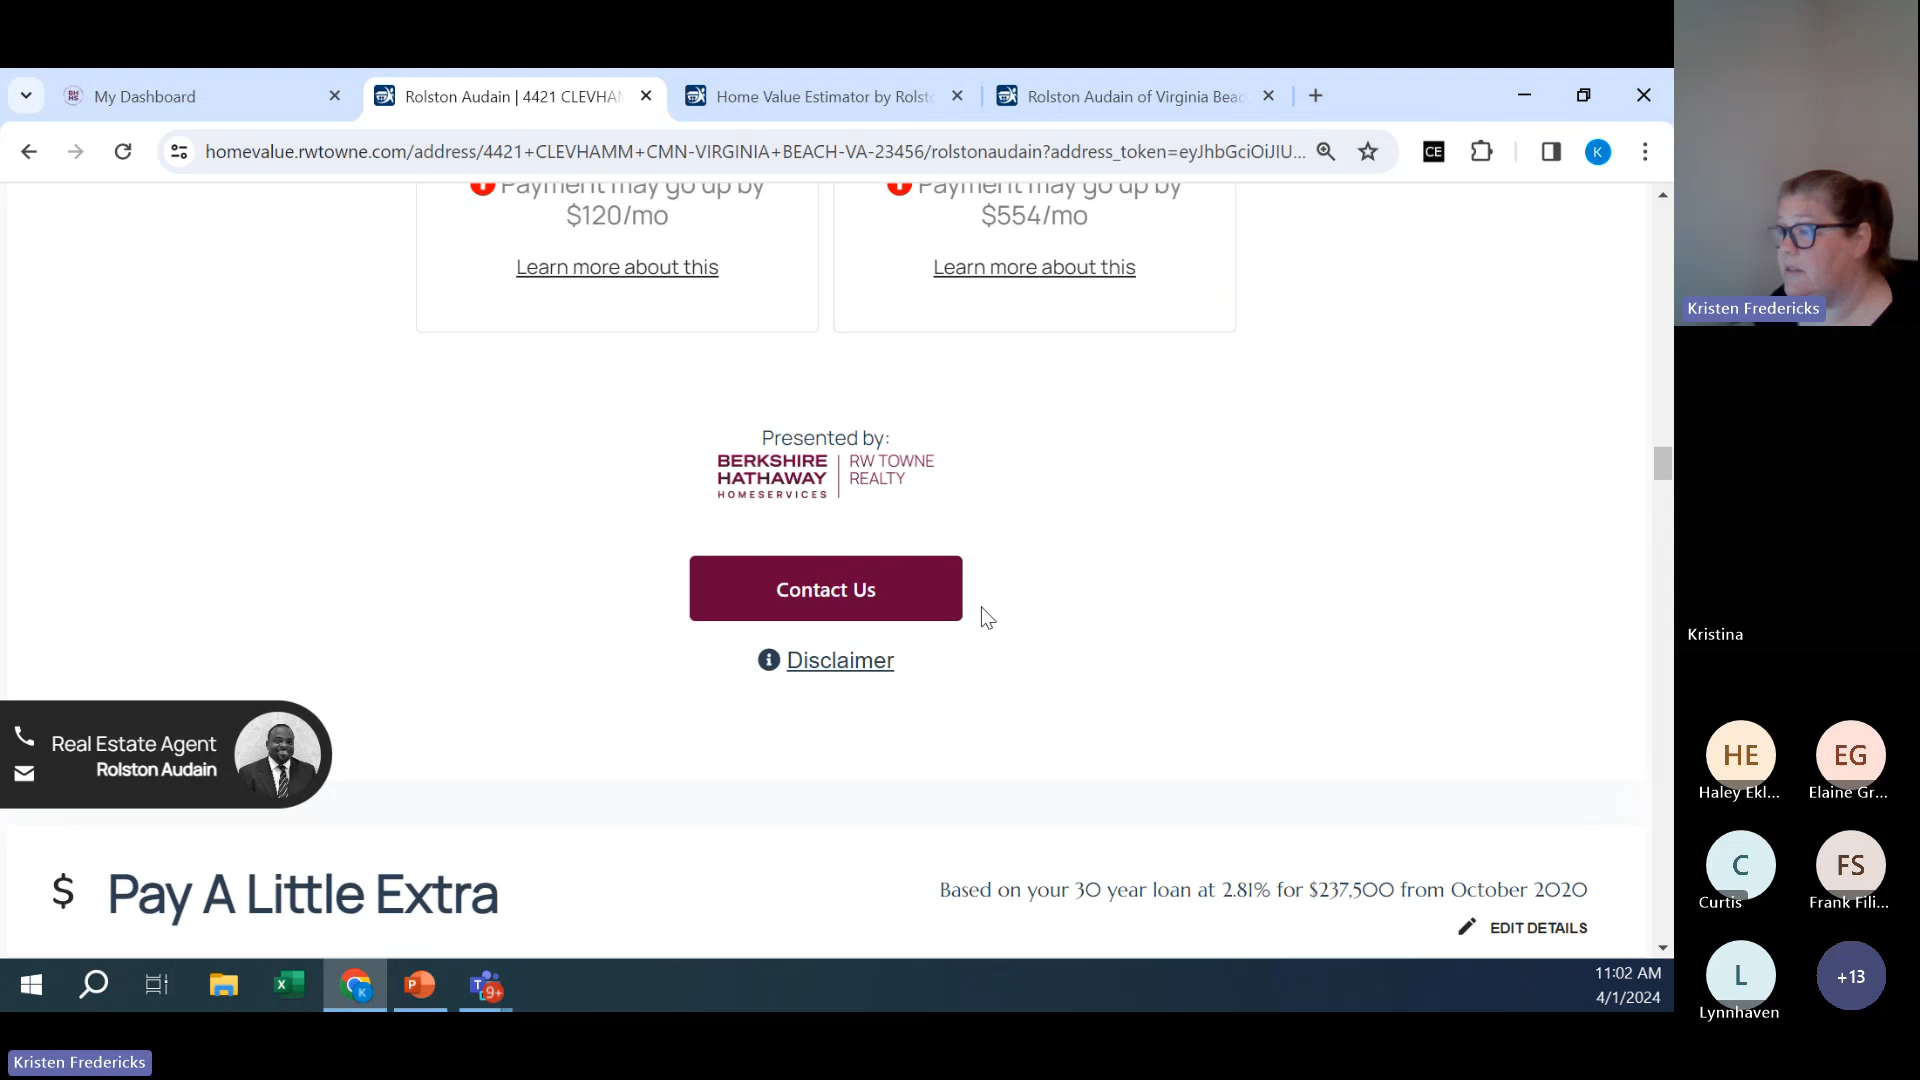 My Dashboard
Rolston Audain | 4421 CLEVHA
Home Value Estimator by Rolst
Rolston Audain of Virginia Beac
homevalue.rwtowne.com/address/4421+CLEVHAMM+CMN-VIRGINIA+BEACH-VA-23456/rolstonaudain?address_token=eyJhbGciOiJIU...
CE
K
Payment may go up by
$120/mo
Learn more about this
Payment may go up by
$554/mo
Learn more about this
Presented by:
BERKSHIRE
HATHAWAY
HOMESERVICES
RW TOWNE
REALTY
Contact Us
Disclaimer
Real Estate Agent
Rolston Audain
$ Pay A Little Extra
Based on your 30 year loan at 2.81% for $237,500 from October 2020
EDIT DETAILS
11:02 AM
4/1/2024
9+
Kristen Fredericks
Kristen Fredericks
Kristina
HE
Haley Ekl...
EG
Elaine Gr...
C
Curtis
FS
Frank Fili...
L
Lynnhaven
+13